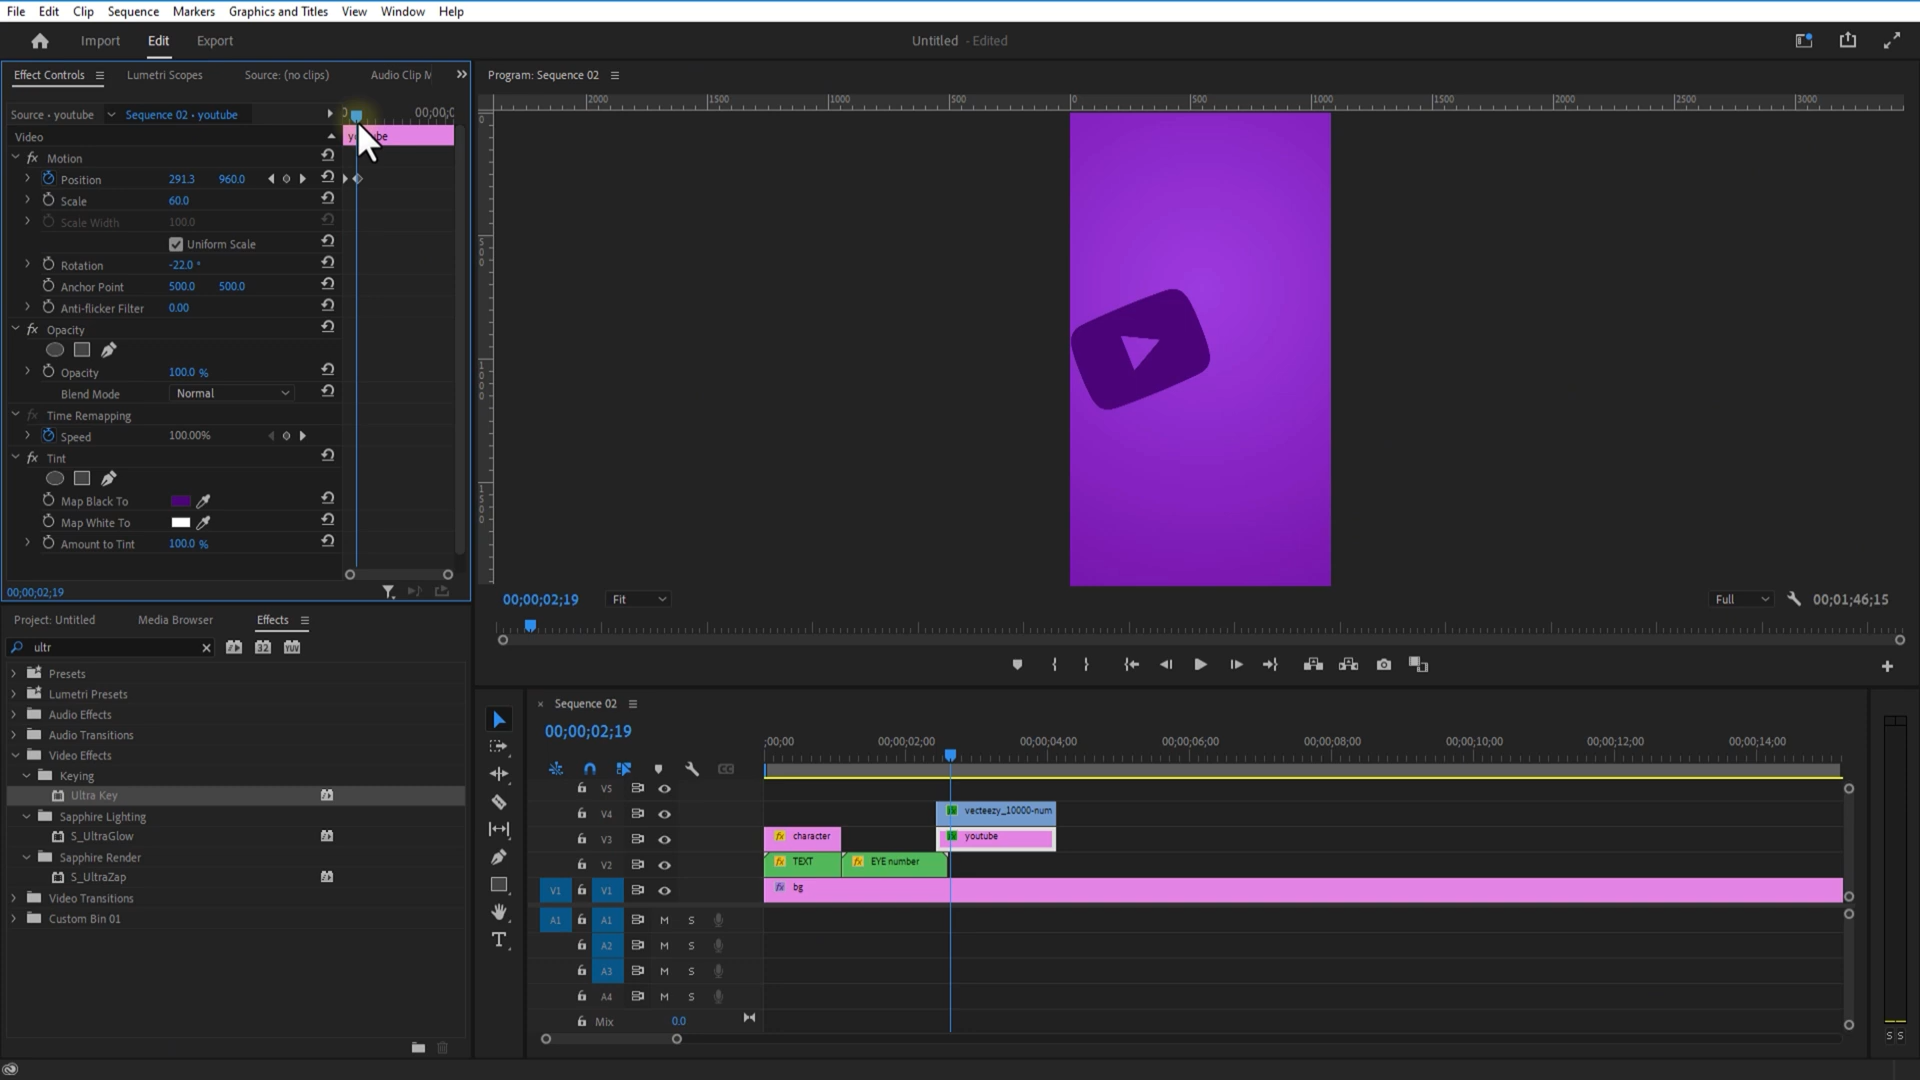 File Edit Clip Sequence Markers Graphics and Titles View Window Help
Import Edit Export
Untitled - Edited
Effect Controls Lumetri Scopes Source: (no clips) Audio Clip M
Program: Sequence 02
Source • youtube Sequence 02 • youtube
Video
Motion
Position 291.3 960.0
Scale 60.0
Scale Width 100.0
Uniform Scale
Rotation -22.0 °
Anchor Point 500.0 500.0
Anti-flicker Filter 0.00
Opacity
Opacity 100.0 %
Blend Mode Normal
Time Remapping
Speed 100.00%
Tint
Map Black To
Map White To
Amount to Tint 100.0 %
00;00;02;19
2000 1500 1000 500 0 500 1000 1500 2000 2500 3000
00;00;02;19 Fit Full 00;01;46;15
Project: Untitled Media Browser Effects
ultr
Presets
Lumetri Presets
Audio Effects
Audio Transitions
Video Effects
Keying
Ultra Key
Sapphire Lighting
S_UltraGlow
Sapphire Render
S_UltraZap
Video Transitions
Custom Bin 01
Sequence 02
00;00;02;19
;00;00 00;00;02;00 00;00;04;00 00;00;06;00 00;00;08;00 00;00;10;00 00;00;12;00 00;00;14;00
V5
V4 vecteezy_10000-num
V3 character youtube
V2 TEXT EYE number
V1 V1 bg
A1 A1 M S
A2 M S
A3 M S
A4 M S
Mix 0.0
S S